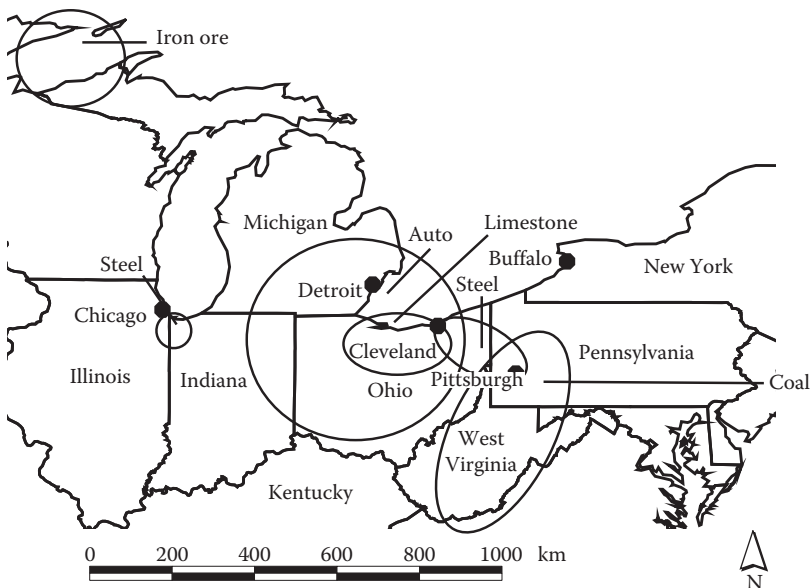 Iron ore
Michigan
Limestone
Auto
Buffalo
Steel
New York
Steel
Detroit
Chicago
Cleveland
Pennsylvania
Illinois
Indiana
Ohio
Pittsburgh
Coal
West
Virginia
Kentucky
0 200 400 600 800 1000 km
N